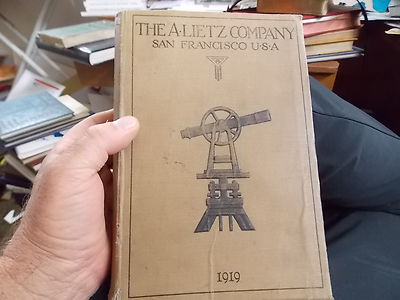 THE A·LIETZ COMPANY
SAN FRANCISCO U·S·A
1919